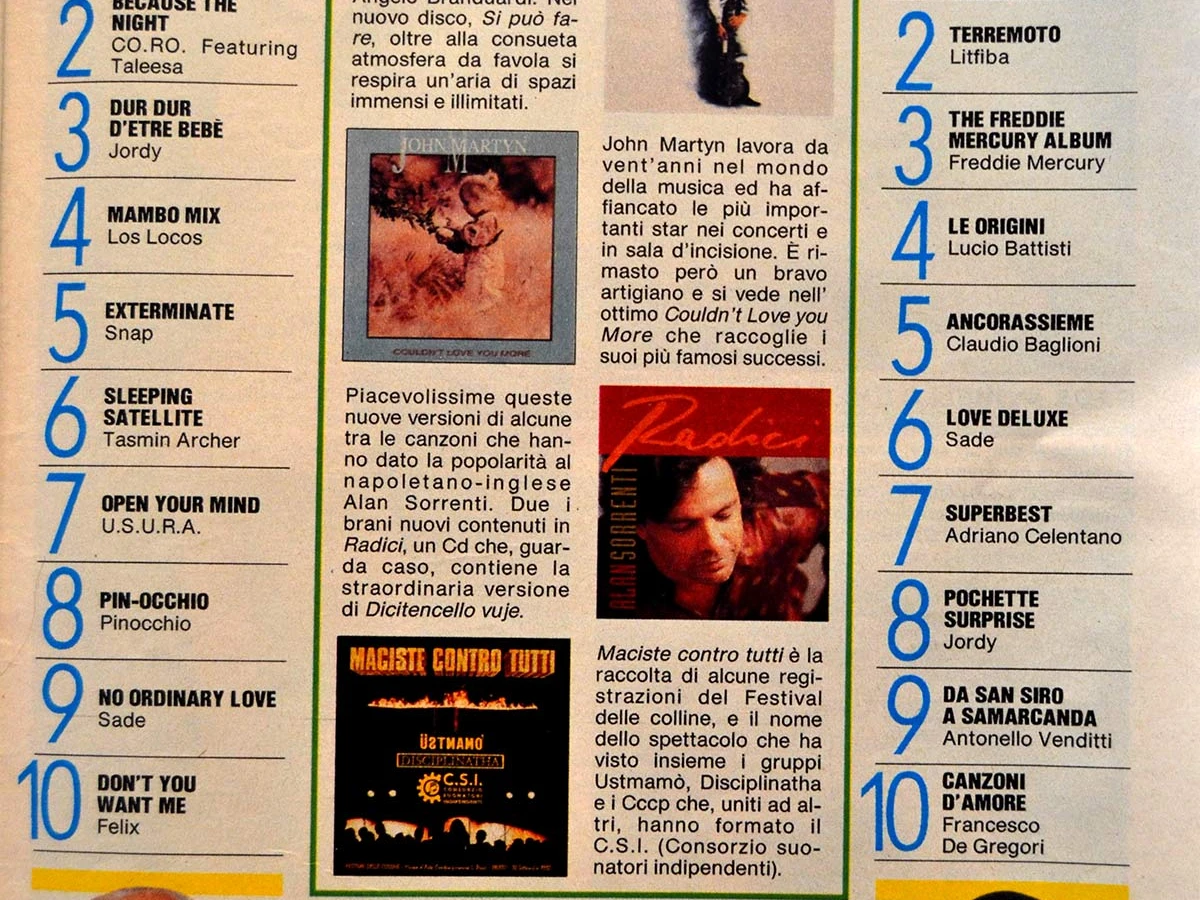 2
BECAUSE THE
NIGHT
CO.RO. Featuring
Taleesa
3
DUR DUR
D'ETRE BEBÈ
Jordy
4
MAMBO MIX
Los Locos
5
EXTERMINATE
Snap
6
SLEEPING
SATELLITE
Tasmin Archer
7
OPEN YOUR MIND
U.S.U.R.A.
8
PIN-OCCHIO
Pinocchio
9
NO ORDINARY LOVE
Sade
10
DON'T YOU
WANT ME
Felix
Angelo Branduardi. Nel
nuovo disco, Si può fa-
re, oltre alla consueta
atmosfera da favola si
respira un'aria di spazi
immensi e illimitati.
JOHN MARTYN
COULDN'T LOVE YOU MORE
John Martyn lavora da
vent'anni nel mondo
della musica ed ha af-
fiancato le più impor-
tanti star nei concerti e
in sala d'incisione. È ri-
masto però un bravo
artigiano e si vede nell'
ottimo Couldn't Love you
More che raccoglie i
suoi più famosi successi.
Piacevolissime queste
nuove versioni di alcune
tra le canzoni che han-
no dato la popolarità al
napoletano-inglese
Alan Sorrenti. Due i
brani nuovi contenuti in
Radici, un Cd che, guar-
da caso, contiene la
straordinaria versione
di Dicitencello vuje.
Radici
ALAN SORRENTI
MACISTE CONTRO TUTTI
ÜSTMAMÒ
DISCIPLINATHA
C.S.I.
CONSORZIO
SUONATORI
INDIPENDENTI
Maciste contro tutti è la
raccolta di alcune regi-
strazioni del Festival
delle colline, e il nome
dello spettacolo che ha
visto insieme i gruppi
Ustmamò, Disciplinatha
e i Cccp che, uniti ad al-
tri, hanno formato il
C.S.I. (Consorzio suo-
natori indipendenti).
2
TERREMOTO
Litfiba
3
THE FREDDIE
MERCURY ALBUM
Freddie Mercury
4
LE ORIGINI
Lucio Battisti
5
ANCORASSIEME
Claudio Baglioni
6
LOVE DELUXE
Sade
7
SUPERBEST
Adriano Celentano
8
POCHETTE
SURPRISE
Jordy
9
DA SAN SIRO
A SAMARCANDA
Antonello Venditti
10
CANZONI
D'AMORE
Francesco
De Gregori